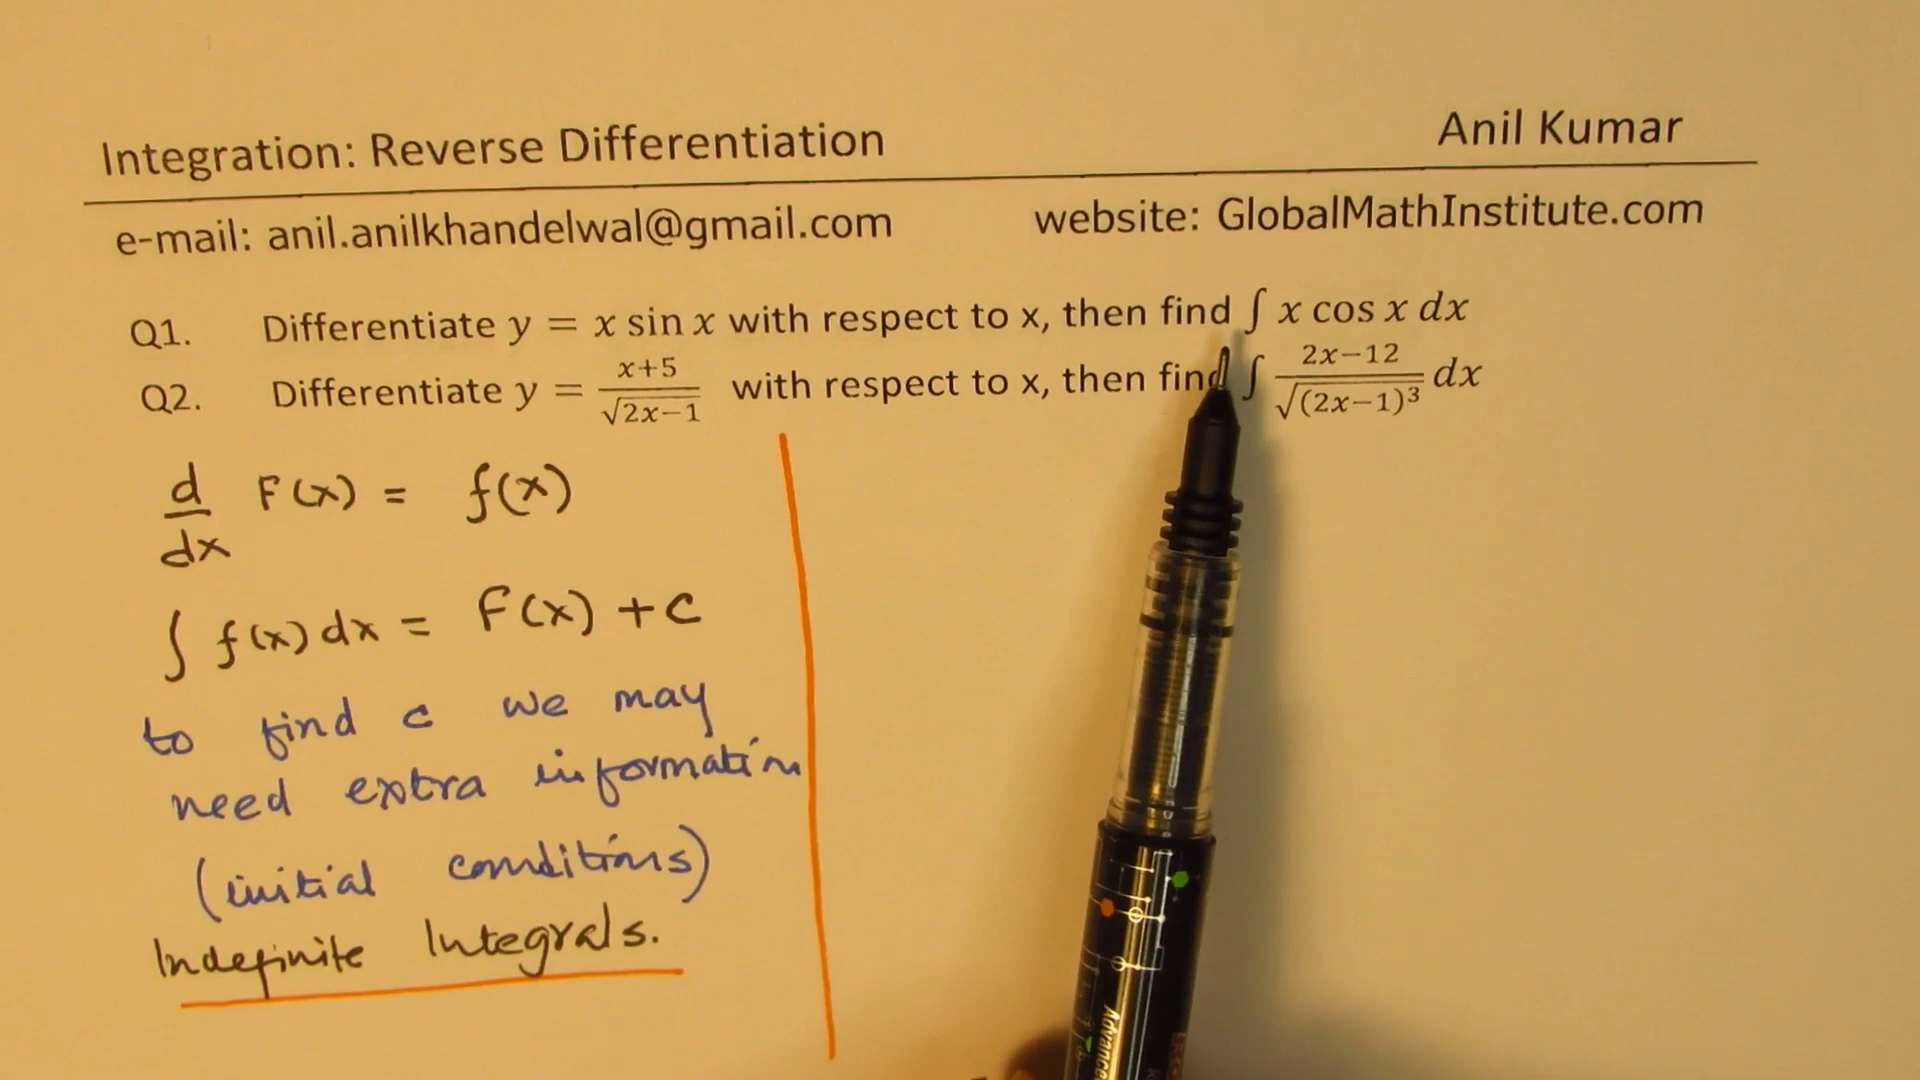 Integration: Reverse Differentiation Anil Kumar
e-mail: anil.anilkhandelwal@gmail.com website: GlobalMathInstitute.com
Q1. Differentiate y = x sin x with respect to x, then find ∫ x cos x dx
Q2. Differentiate y = (x+5)/√(2x−1) with respect to x, then find ∫ (2x−12)/√((2x−1)³) dx
d/dx F(x) = f(x)
∫ f(x) dx = F(x) + C
to find c we may
need extra information
(initial conditions)
Indefinite Integrals.
Advance